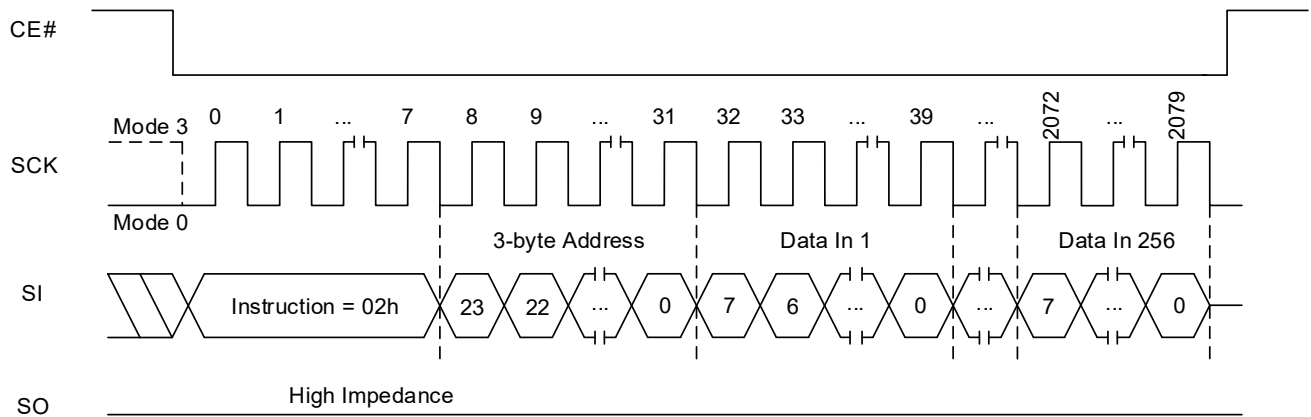 CE#
0 1 ... 7 8 9 ... 31 32 33 ... 39 ... 2072 ... 2079
Mode 3
SCK
Mode 0
3-byte Address Data In 1 Data In 256
SI
Instruction = 02h 23 22 ... 0 7 6 ... 0 ... 7 ... 0
High Impedance
SO